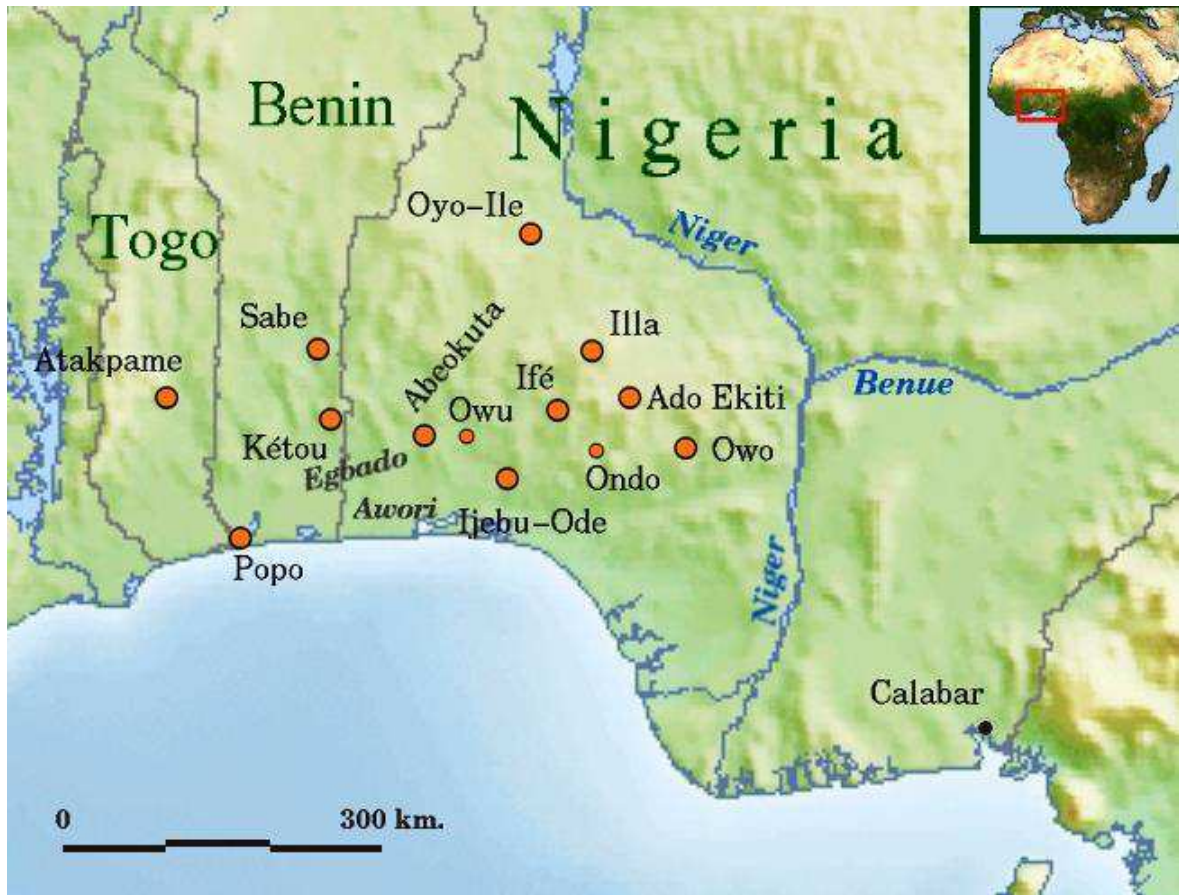 Benin
Nigeria
Togo
Oyo-Ile
Niger
Sabe
Illa
Atakpame
Abeokuta
Ifé
Benue
Ado Ekiti
Owu
Kétou
Egbado
Owo
Ondo
Awori
Ijebu-Ode
Popo
Niger
Calabar
0 300 km.